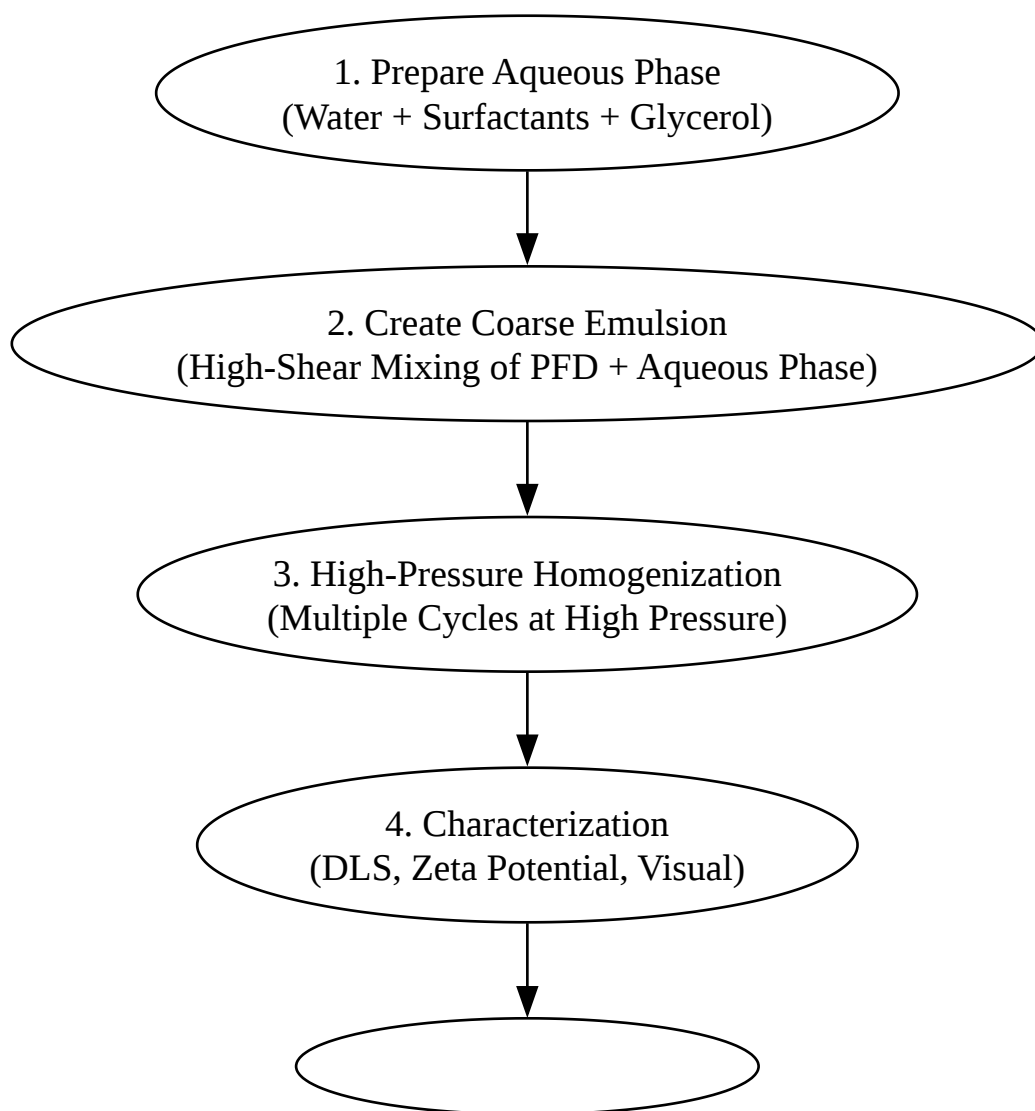 1. Prepare Aqueous Phase
(Water + Surfactants + Glycerol)
2. Create Coarse Emulsion
(High-Shear Mixing of PFD + Aqueous Phase)
3. High-Pressure Homogenization
(Multiple Cycles at High Pressure)
4. Characterization
(DLS, Zeta Potential, Visual)